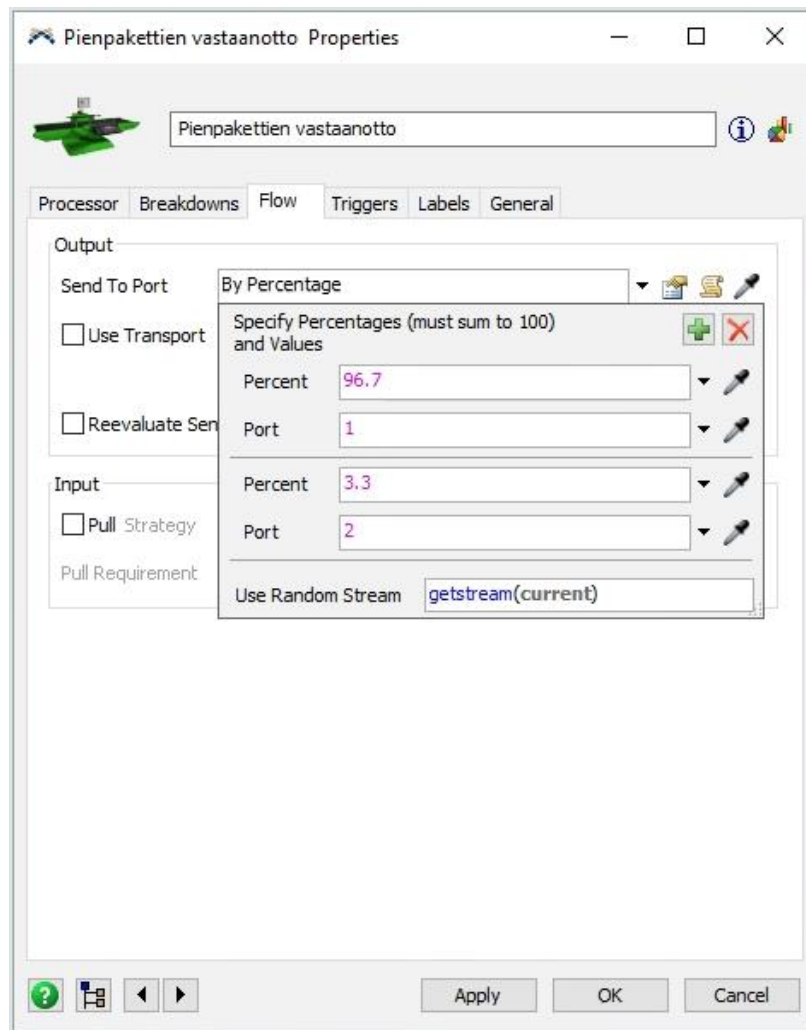 Pienpakettien vastaanotto Properties
Pienpakettien vastaanotto
Processor Breakdowns Flow Triggers Labels General
Output
Send To Port By Percentage
Use Transport
Specify Percentages (must sum to 100)
and Values
Percent 96.7
Reevaluate Sen
Port 1
Input
Percent 3.3
Pull Strategy
Port 2
Pull Requirement
Use Random Stream getstream(current)
Apply OK Cancel